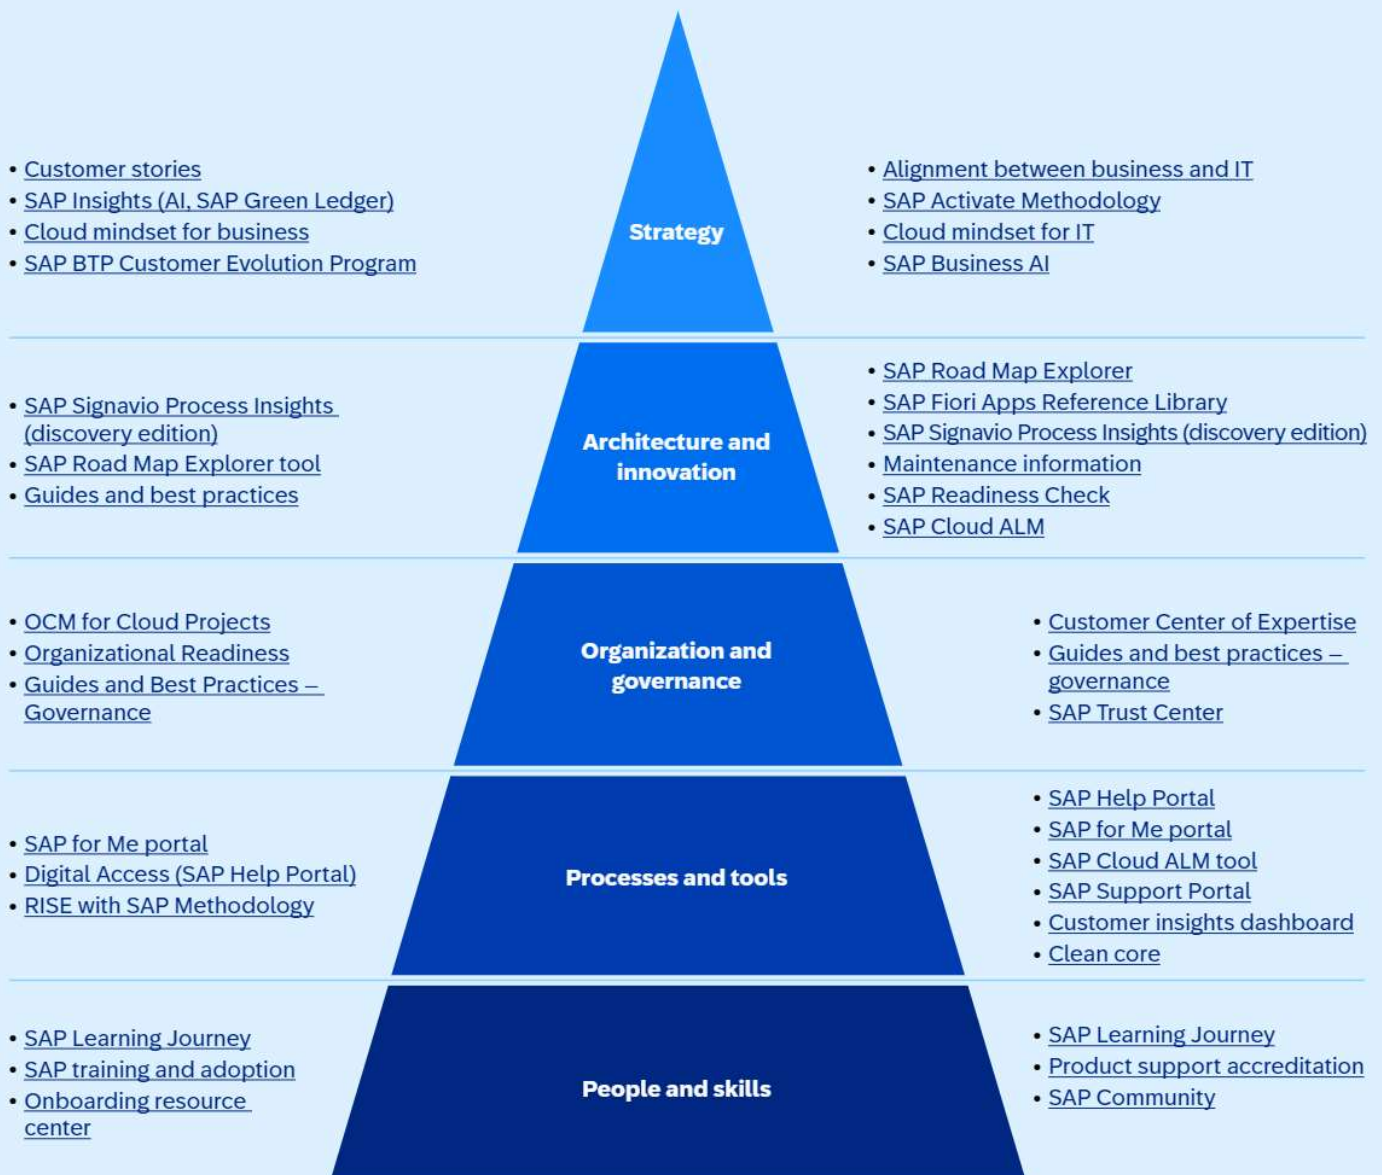 • Customer stories
• SAP Insights (AI, SAP Green Ledger)
• Cloud mindset for business
• SAP BTP Customer Evolution Program
Strategy
• Alignment between business and IT
• SAP Activate Methodology
• Cloud mindset for IT
• SAP Business AI
• SAP Signavio Process Insights
(discovery edition)
• SAP Road Map Explorer tool
• Guides and best practices
Architecture and
innovation
• SAP Road Map Explorer
• SAP Fiori Apps Reference Library
• SAP Signavio Process Insights (discovery edition)
• Maintenance information
• SAP Readiness Check
• SAP Cloud ALM
• OCM for Cloud Projects
• Organizational Readiness
• Guides and Best Practices –
Governance
Organization and
governance
• Customer Center of Expertise
• Guides and best practices –
governance
• SAP Trust Center
• SAP for Me portal
• Digital Access (SAP Help Portal)
• RISE with SAP Methodology
Processes and tools
• SAP Help Portal
• SAP for Me portal
• SAP Cloud ALM tool
• SAP Support Portal
• Customer insights dashboard
• Clean core
• SAP Learning Journey
• SAP training and adoption
• Onboarding resource
center
People and skills
• SAP Learning Journey
• Product support accreditation
• SAP Community